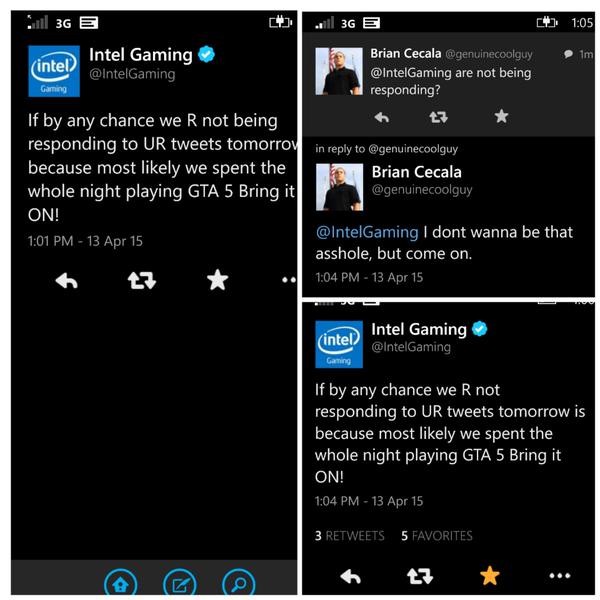 3G
Intel Gaming
@IntelGaming
intel
Gaming
If by any chance we R not being
responding to UR tweets tomorrow
because most likely we spent the
whole night playing GTA 5 Bring it
ON!
1:01 PM - 13 Apr 15
3G 1:05
Brian Cecala @genuinecoolguy 1m
@IntelGaming are not being
responding?
in reply to @genuinecoolguy
Brian Cecala
@genuinecoolguy
@IntelGaming I dont wanna be that
asshole, but come on.
1:04 PM - 13 Apr 15
Intel Gaming
@IntelGaming
intel
Gaming
If by any chance we R not
responding to UR tweets tomorrow is
because most likely we spent the
whole night playing GTA 5 Bring it
ON!
1:04 PM - 13 Apr 15
3 RETWEETS 5 FAVORITES